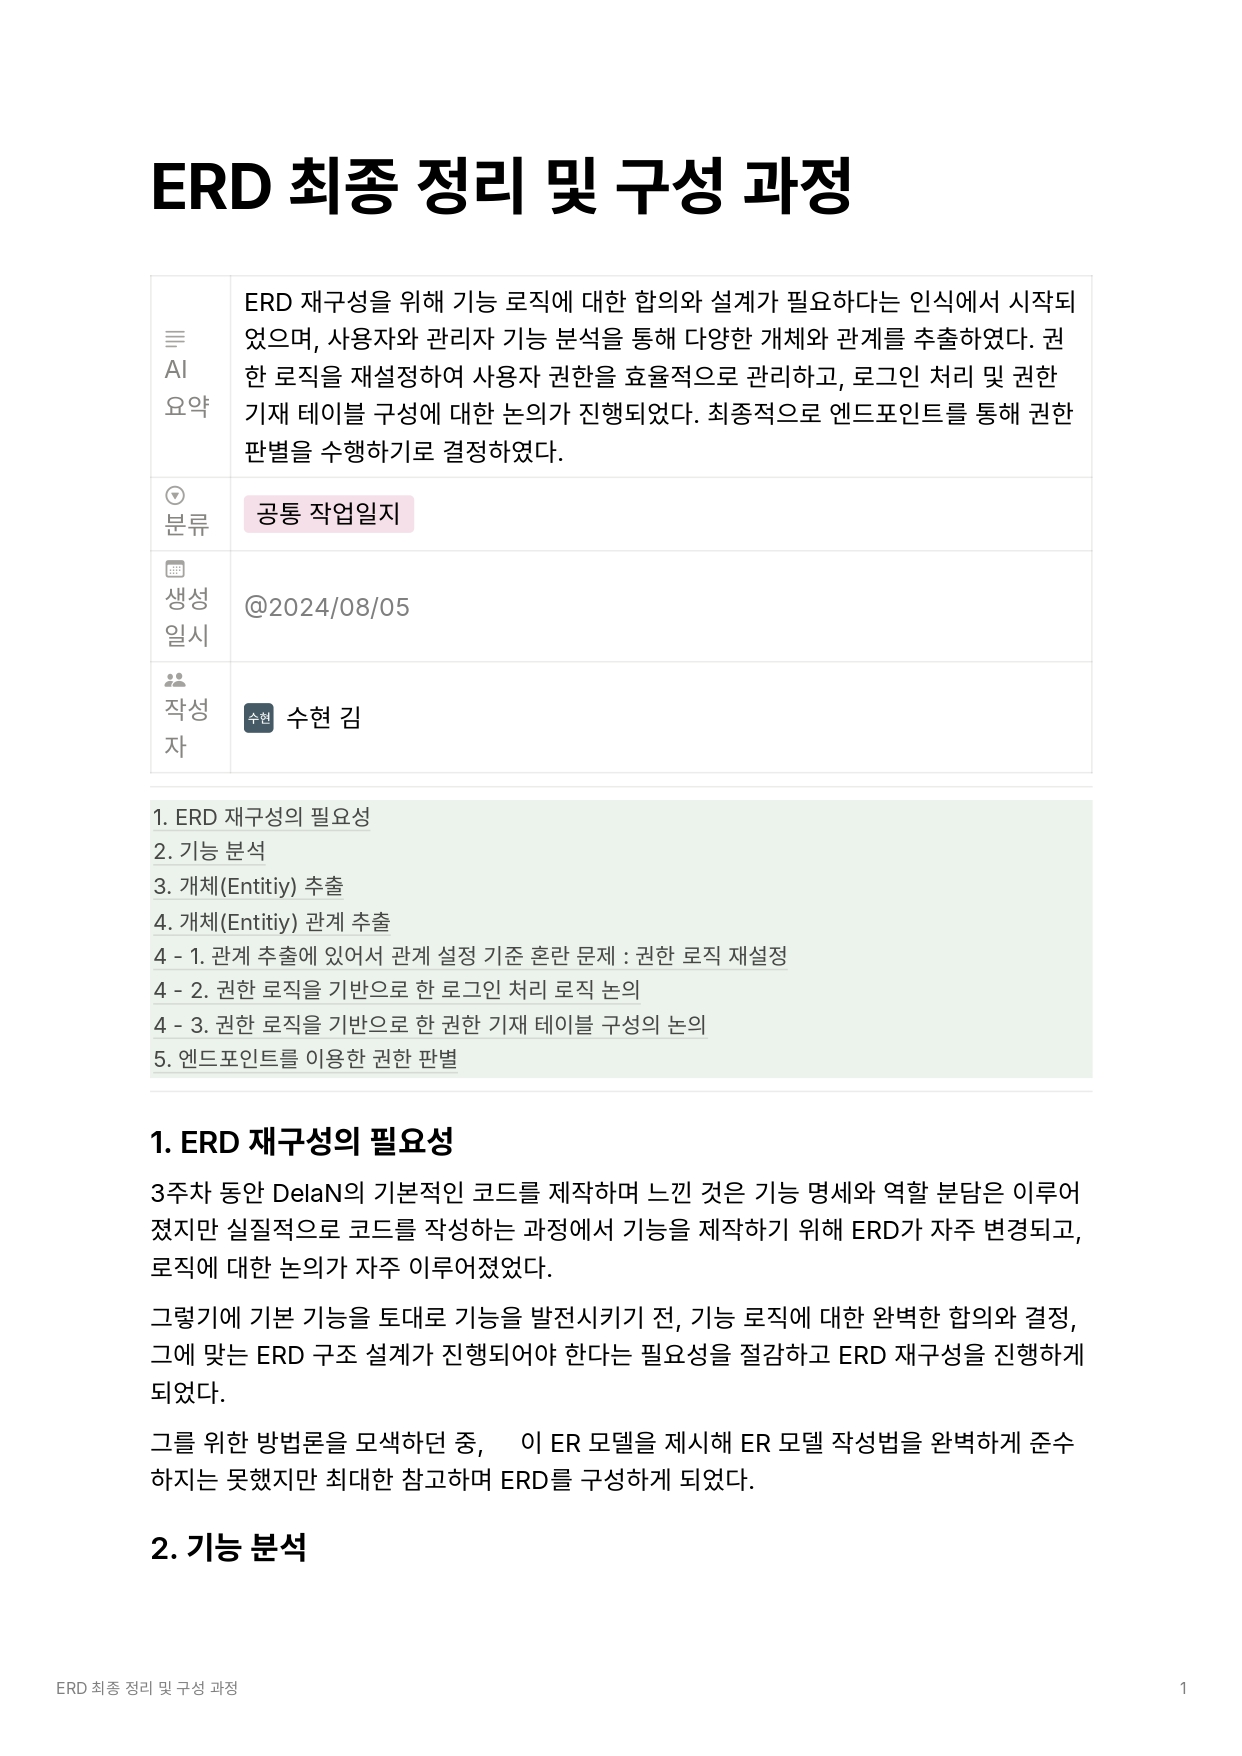 ERD 최종 정리 및 구성 과정
AI
요약
ERD 재구성을 위해 기능 로직에 대한 합의와 설계가 필요하다는 인식에서 시작되
었으며, 사용자와 관리자 기능 분석을 통해 다양한 개체와 관계를 추출하였다. 권
한 로직을 재설정하여 사용자 권한을 효율적으로 관리하고, 로그인 처리 및 권한
기재 테이블 구성에 대한 논의가 진행되었다. 최종적으로 엔드포인트를 통해 권한
판별을 수행하기로 결정하였다.
분류
공통 작업일지
생성
일시
@2024/08/05
작성
자
수현 수현 김
1. ERD 재구성의 필요성
2. 기능 분석
3. 개체(Entitiy) 추출
4. 개체(Entitiy) 관계 추출
4 - 1. 관계 추출에 있어서 관계 설정 기준 혼란 문제 : 권한 로직 재설정
4 - 2. 권한 로직을 기반으로 한 로그인 처리 로직 논의
4 - 3. 권한 로직을 기반으로 한 권한 기재 테이블 구성의 논의
5. 엔드포인트를 이용한 권한 판별
1. ERD 재구성의 필요성
3주차 동안 DelaN의 기본적인 코드를 제작하며 느낀 것은 기능 명세와 역할 분담은 이루어
졌지만 실질적으로 코드를 작성하는 과정에서 기능을 제작하기 위해 ERD가 자주 변경되고,
로직에 대한 논의가 자주 이루어졌었다.
그렇기에 기본 기능을 토대로 기능을 발전시키기 전, 기능 로직에 대한 완벽한 합의와 결정,
그에 맞는 ERD 구조 설계가 진행되어야 한다는 필요성을 절감하고 ERD 재구성을 진행하게
되었다.
그를 위한 방법론을 모색하던 중, 이 ER 모델을 제시해 ER 모델 작성법을 완벽하게 준수
하지는 못했지만 최대한 참고하며 ERD를 구성하게 되었다.
2. 기능 분석
ERD 최종 정리 및 구성 과정
1